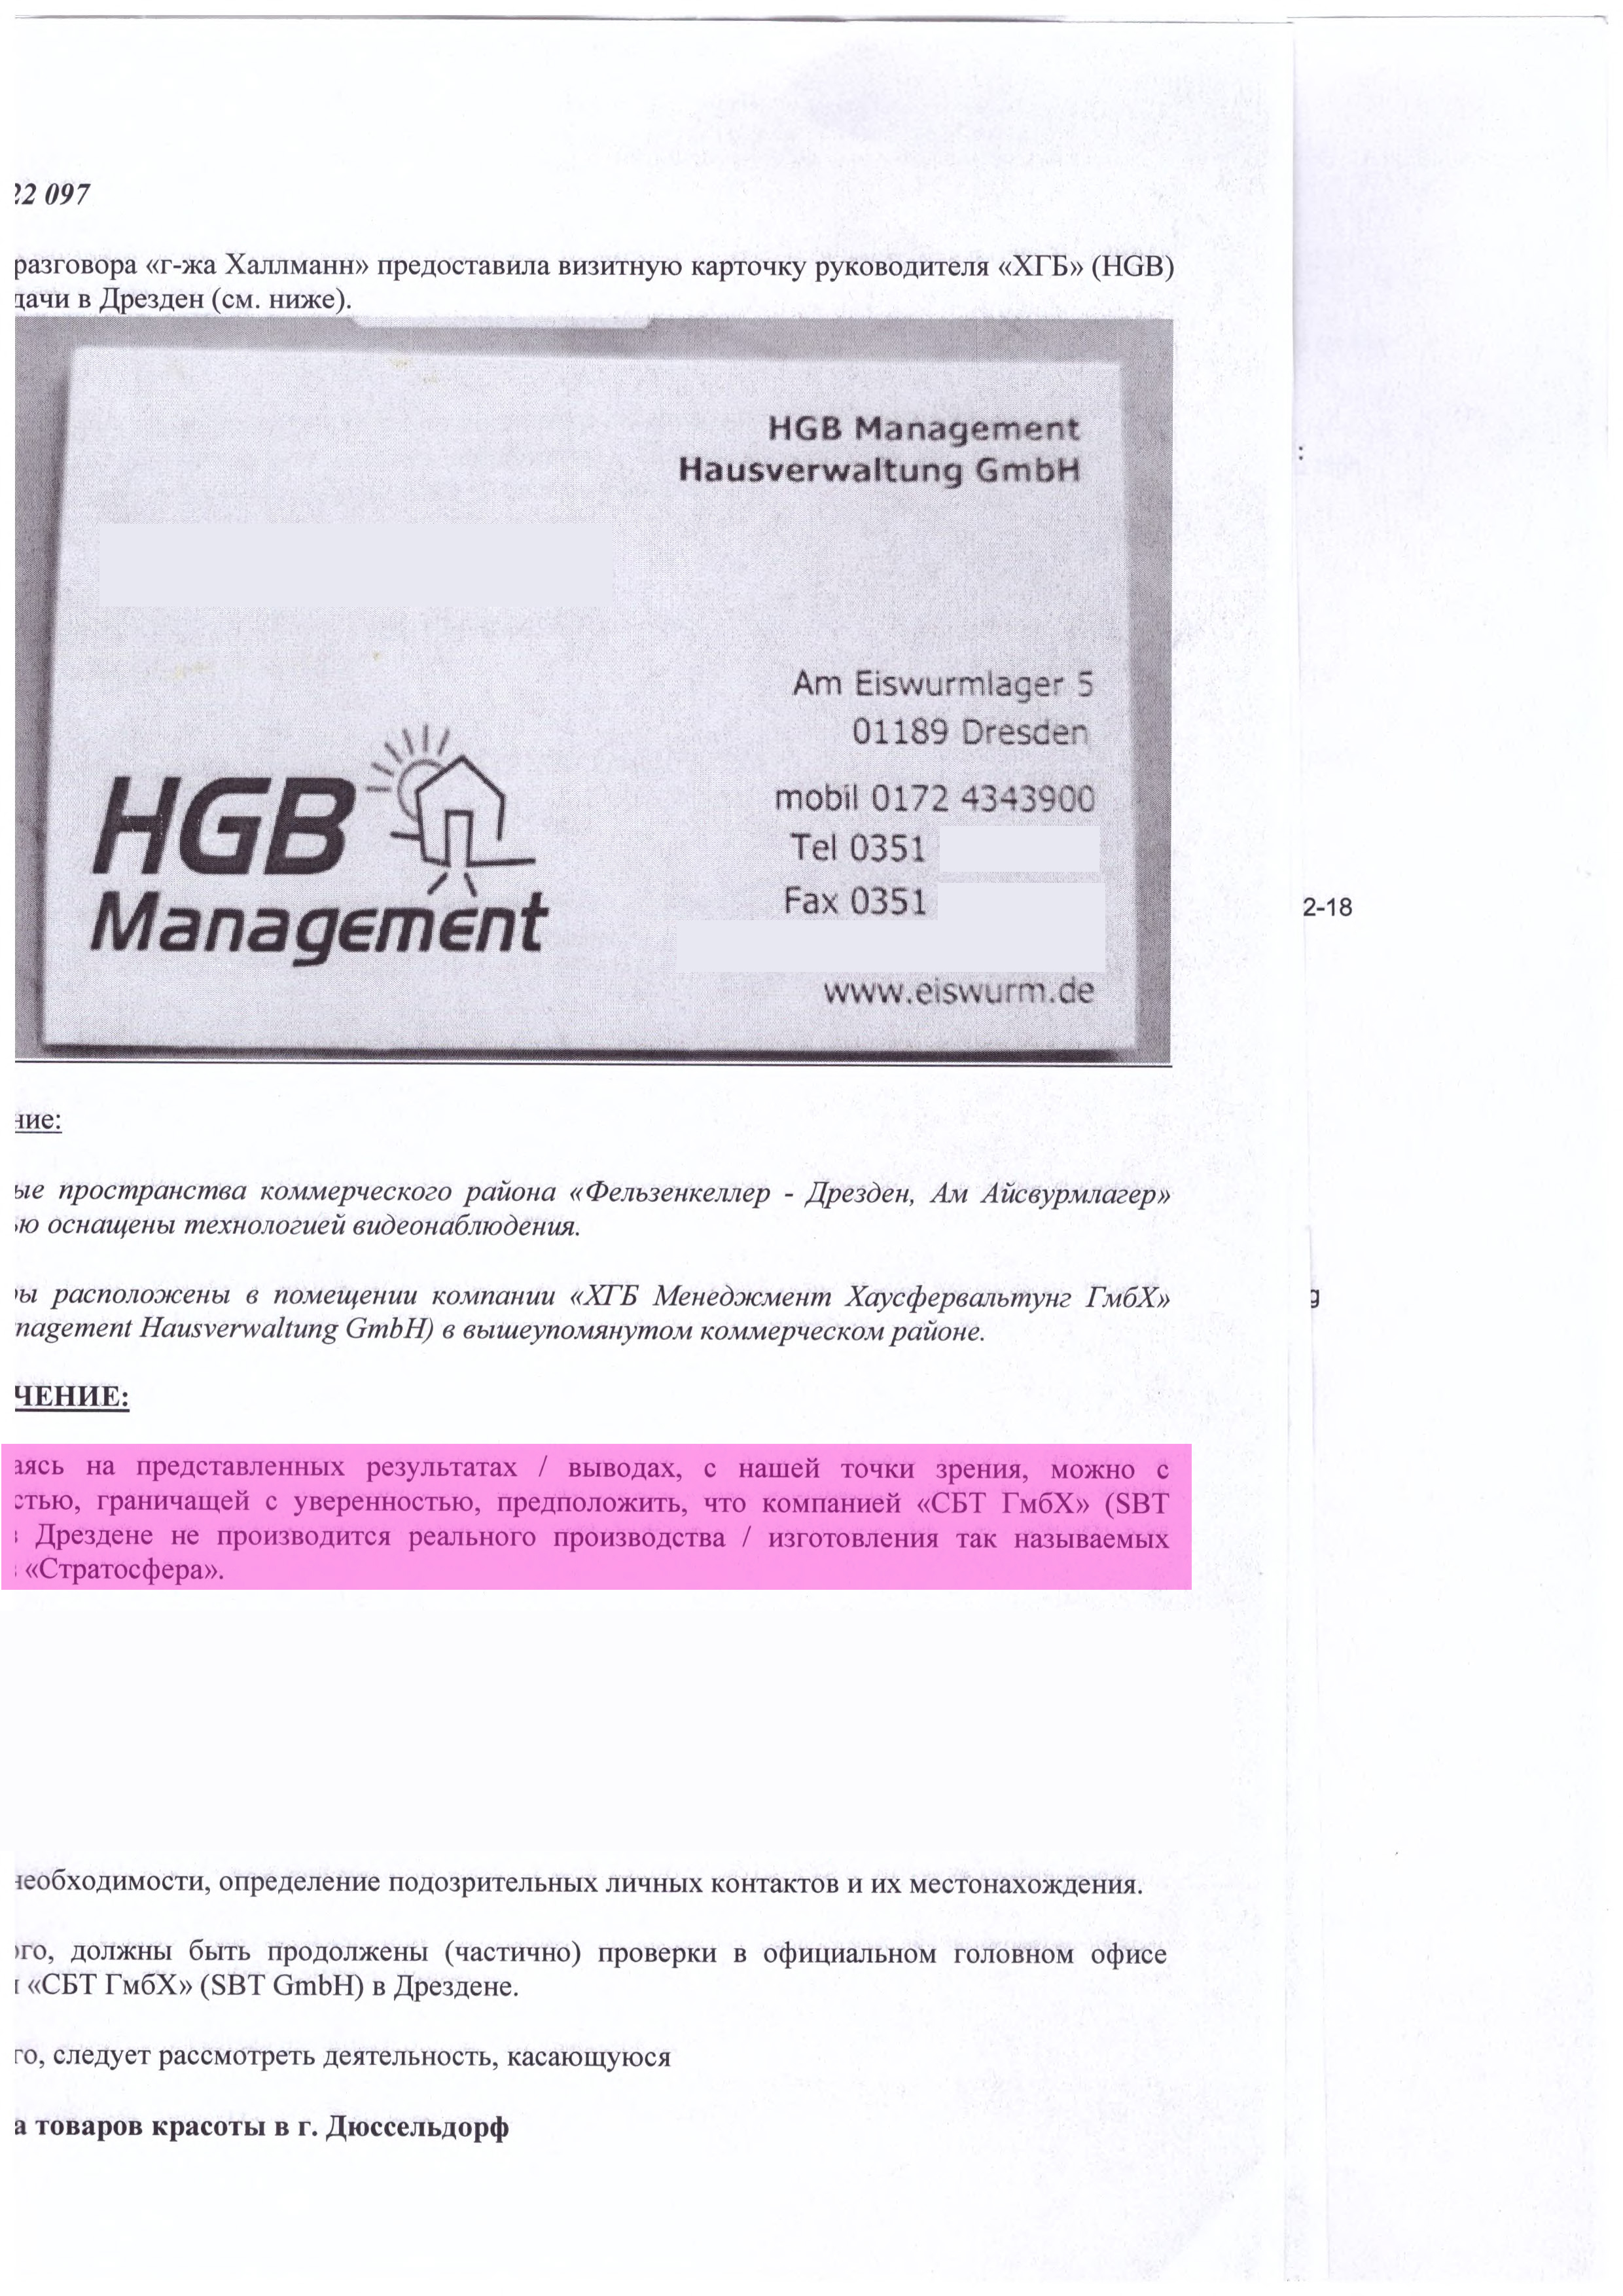 22 097
разговора «г-жа Халлманн» предоставила визитную карточку руководителя «ХГБ» (HGB)
дачи в Дрезден (см. ниже).
HGB Management
Hausverwaltung GmbH
Am Eiswurmlager 5
01189 Dresden
mobil 0172 4343900
Tel 0351
Fax 0351
www.eiswurm.de
HGB
Management
:
2-18
ние:
ые пространства коммерческого района «Фельзенкеллер - Дрезден, Ам Айсвурмлагер»
ью оснащены технологией видеонаблюдения.
ры расположены в помещении компании «ХГБ Менеджмент Хаусфервальтунг ГмбХ»
nagement Hausverwaltung GmbH) в вышеупомянутом коммерческом районе.
g
ЧЕНИЕ:
аясь на представленных результатах / выводах, с нашей точки зрения, можно с
стью, граничащей с уверенностью, предположить, что компанией «СБТ ГмбХ» (SBT
в Дрездене не производится реального производства / изготовления так называемых
«Стратосфера».
необходимости, определение подозрительных личных контактов и их местонахождения.
ого, должны быть продолжены (частично) проверки в официальном головном офисе
и «СБТ ГмбХ» (SBT GmbH) в Дрездене.
го, следует рассмотреть деятельность, касающуюся
а товаров красоты в г. Дюссельдорф